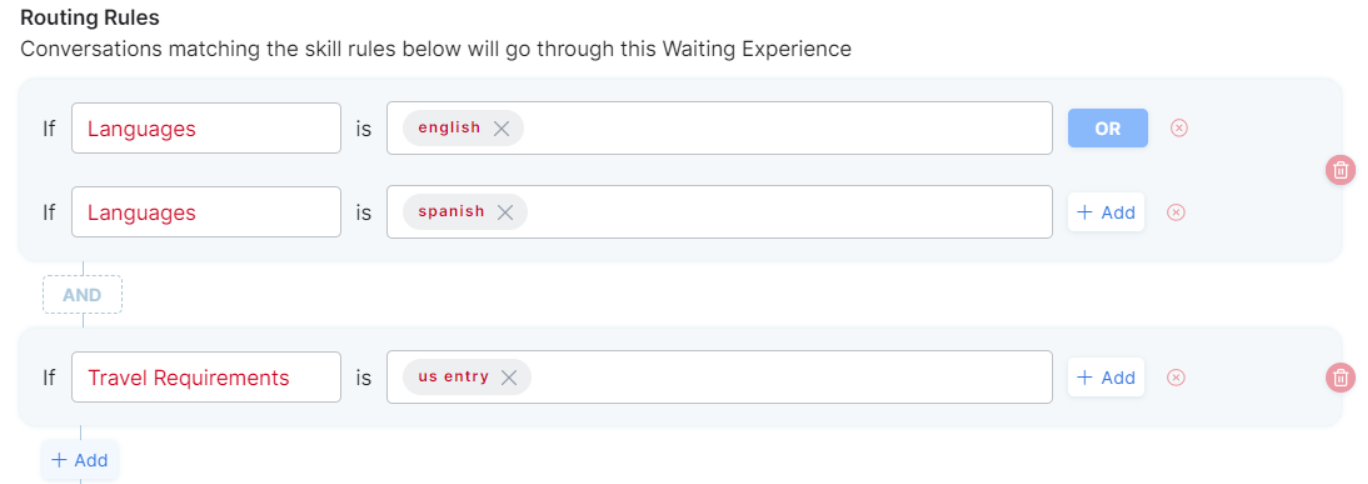 Routing Rules
Conversations matching the skill rules below will go through this Waiting Experience
If Languages is english OR
If Languages is spanish + Add
AND
If Travel Requirements is us entry + Add
+ Add